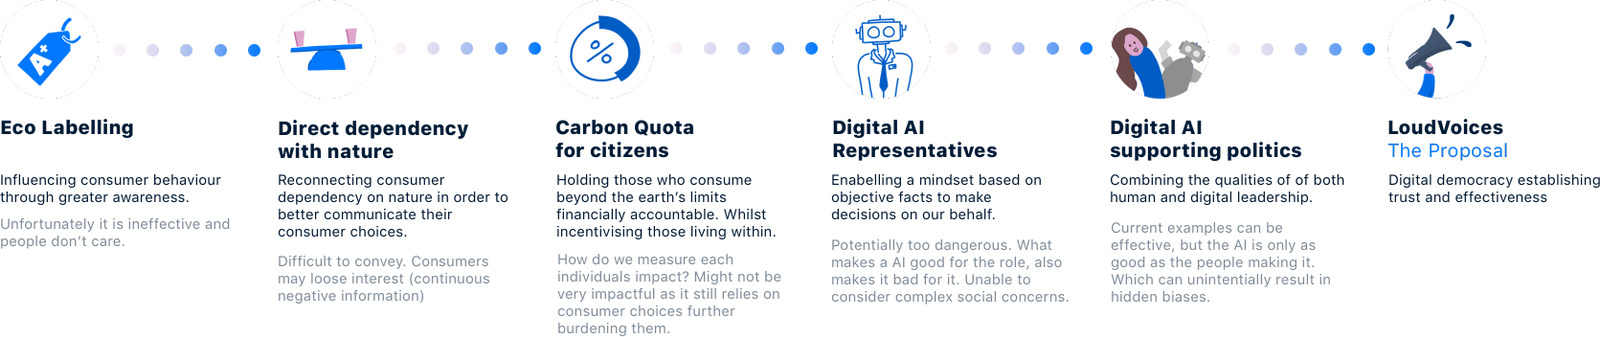 A+
%
Eco Labelling
Influencing consumer behaviour
through greater awareness.
Unfortunately it is ineffective and
people don't care.
Direct dependency
with nature
Reconnecting consumer
dependency on nature in order to
better communicate their
consumer choices.
Difficult to convey. Consumers
may loose interest (continuous
negative information)
Carbon Quota
for citizens
Holding those who consume
beyond the earth's limits
financially accountable. Whilst
incentivising those living within.
How do we measure each
individuals impact? Might not be
very impactful as it still relies on
consumer choices further
burdening them.
Digital AI
Representatives
Enabelling a mindset based on
objective facts to make
decisions on our behalf.
Potentially too dangerous. What
makes a AI good for the role, also
makes it bad for it. Unable to
consider complex social concerns.
Digital AI
supporting politics
Combining the qualities of of both
human and digital leadership.
Current examples can be
effective, but the AI is only as
good as the people making it.
Which can unintentially result in
hidden biases.
LoudVoices
The Proposal
Digital democracy establishing
trust and effectiveness